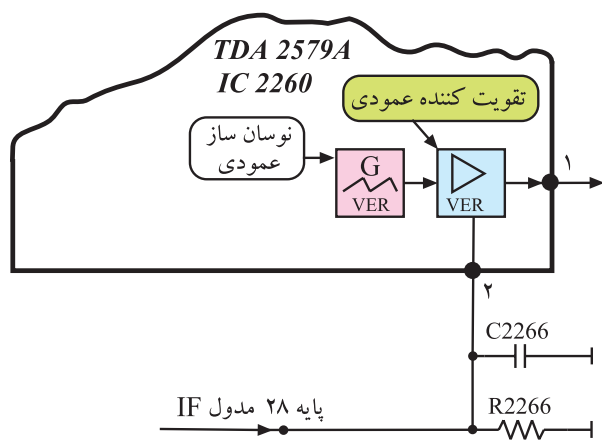 TDA 2579A
IC 2260
تقویت کننده عمودی
نوسان ساز
عمودی
G
VER
VER
۱
۲
C2266
R2266
پایه ۲۸ مدول IF